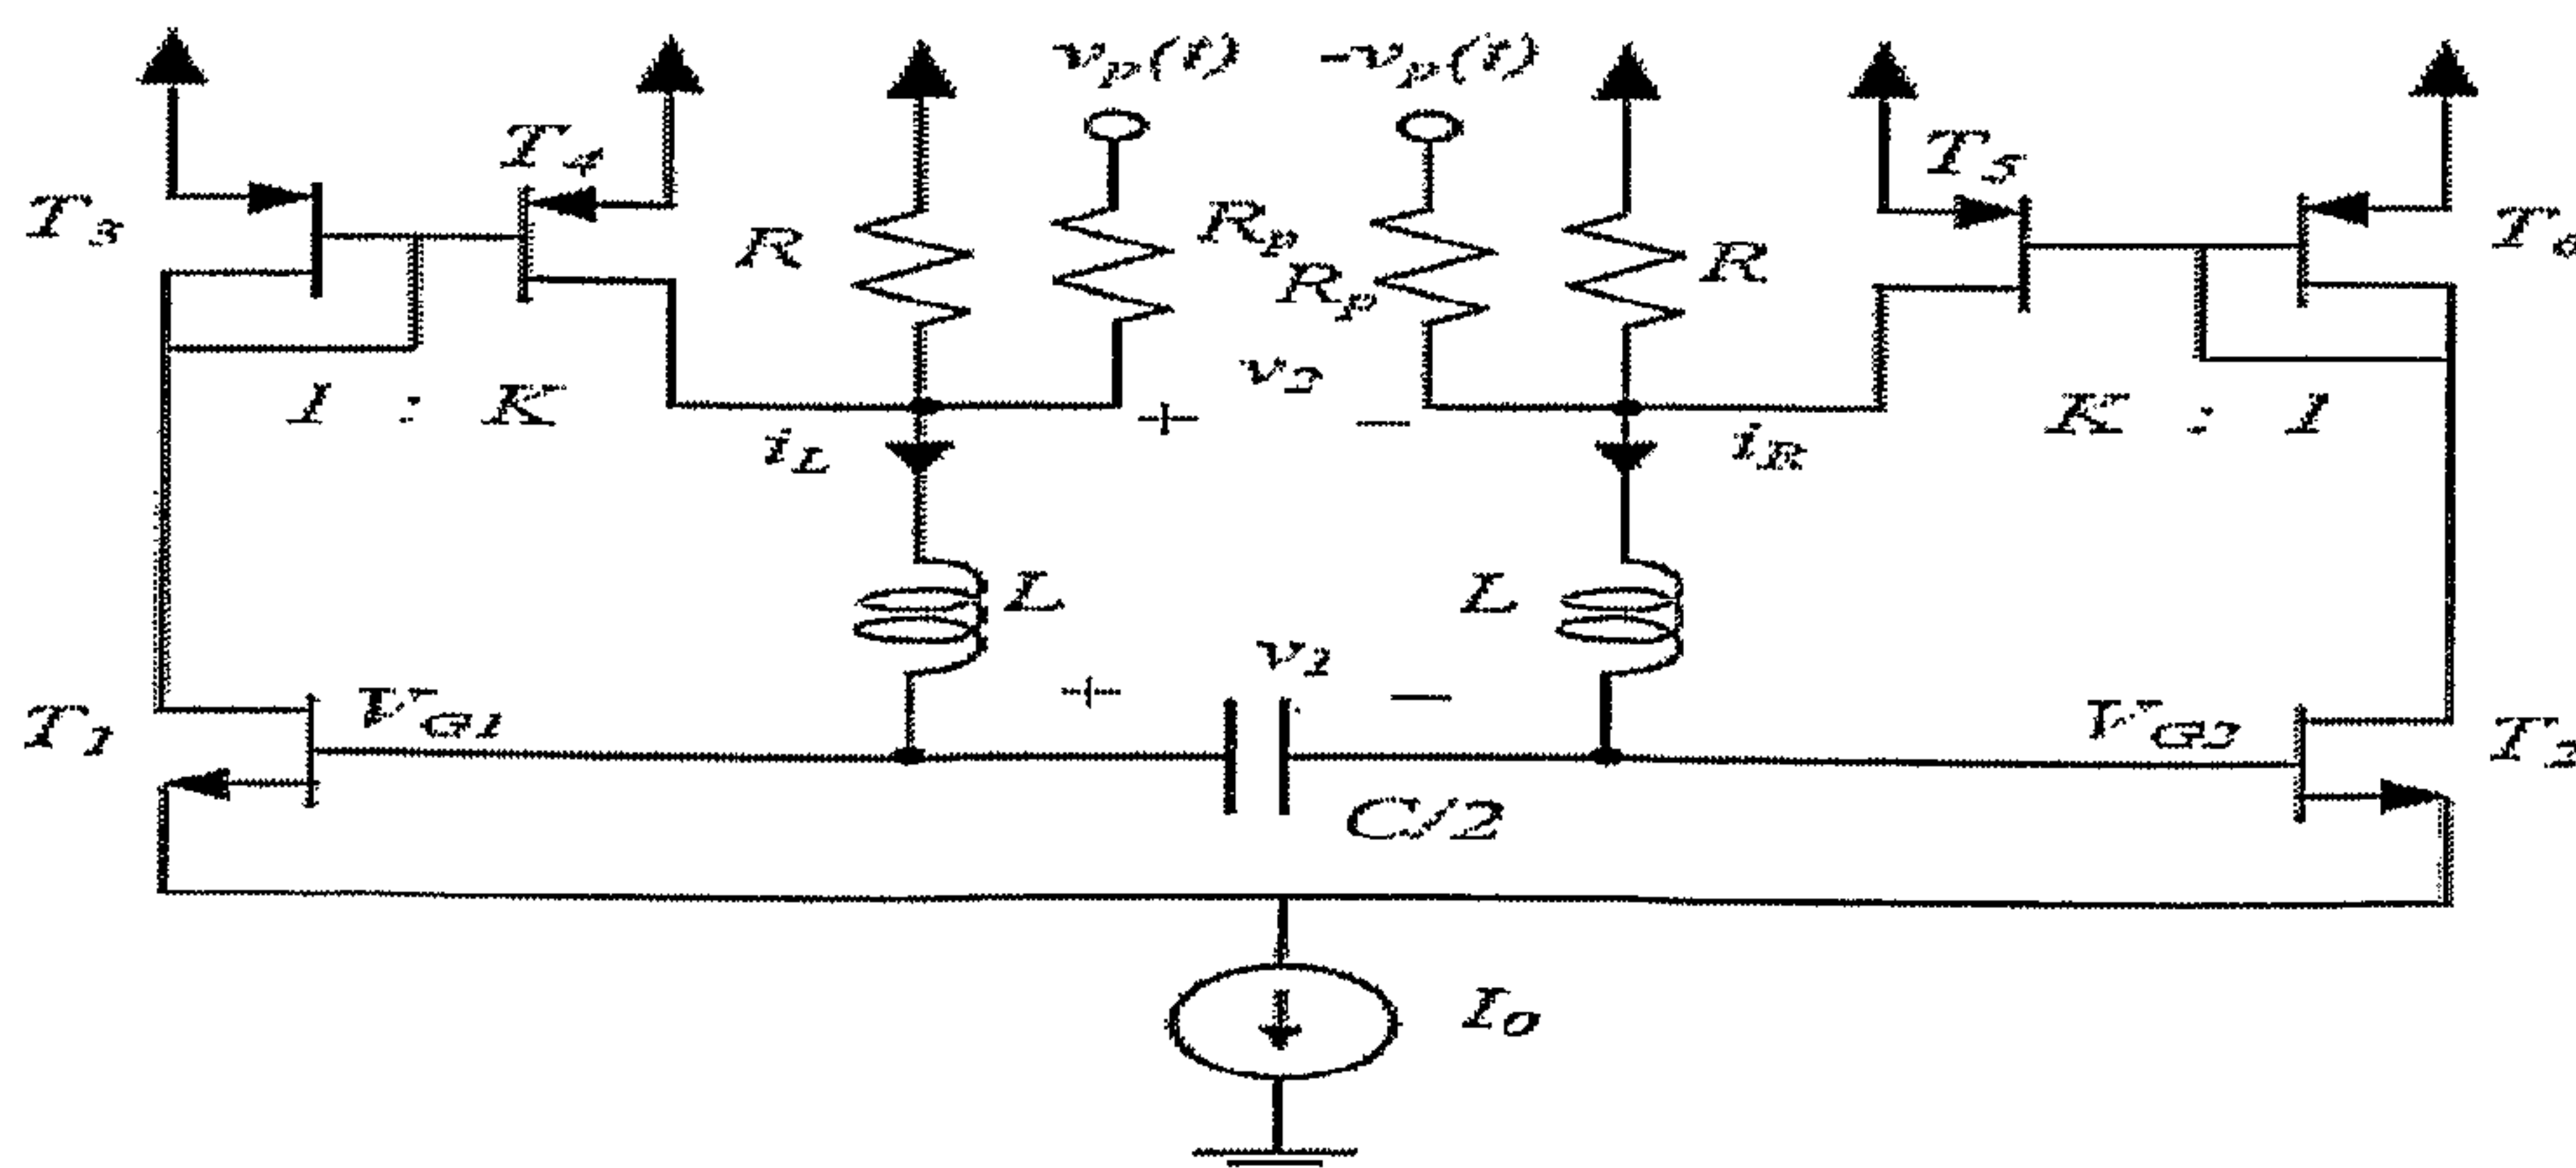 v_p(t) -v_p(t)
T_4 T_5
T_3 R R_p R_p R T_6
v_2
1 : K K : 1
i_L + - i_R
L L
v_1
+ -
T_1 V_G1 V_G2 T_2
C/2
I_0